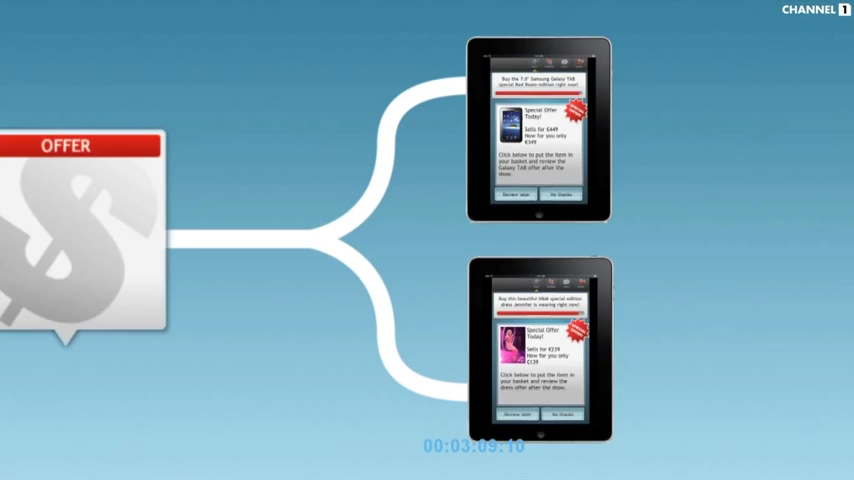 CHANNEL 1
OFFER
Buy the 7.0" Samsung Galaxy TAB
special Red Room-edition right now!
Special Offer
Today!
Sells for €449
Now for you only
€349
Click below to put the item in
your basket and review the
Galaxy TAB offer after the
show.
Review later
No thanks
Buy this beautiful H&M special edition
dress Jennifer is wearing right now!
Special Offer
Today!
Sells for €239
Now for you only
€139
Click below to put the item in
your basket and review the
dress offer after the show.
Review later
No thanks
00:03:09:10